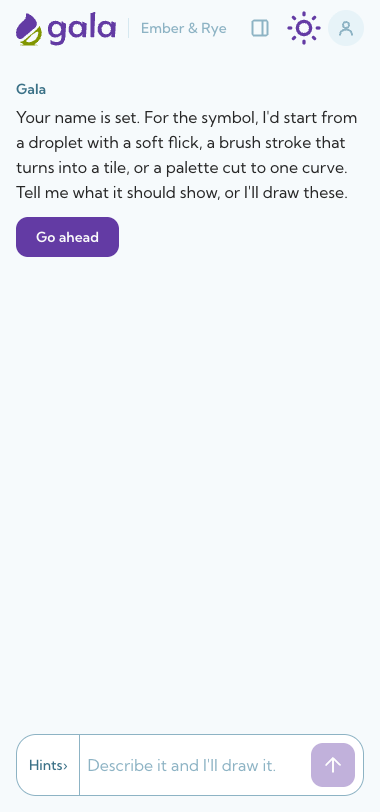 gala
Ember & Rye
Gala
Your name is set. For the symbol, I'd start from
a droplet with a soft flick, a brush stroke that
turns into a tile, or a palette cut to one curve.
Tell me what it should show, or I'll draw these.
Go ahead
Hints›
Describe it and I'll draw it.